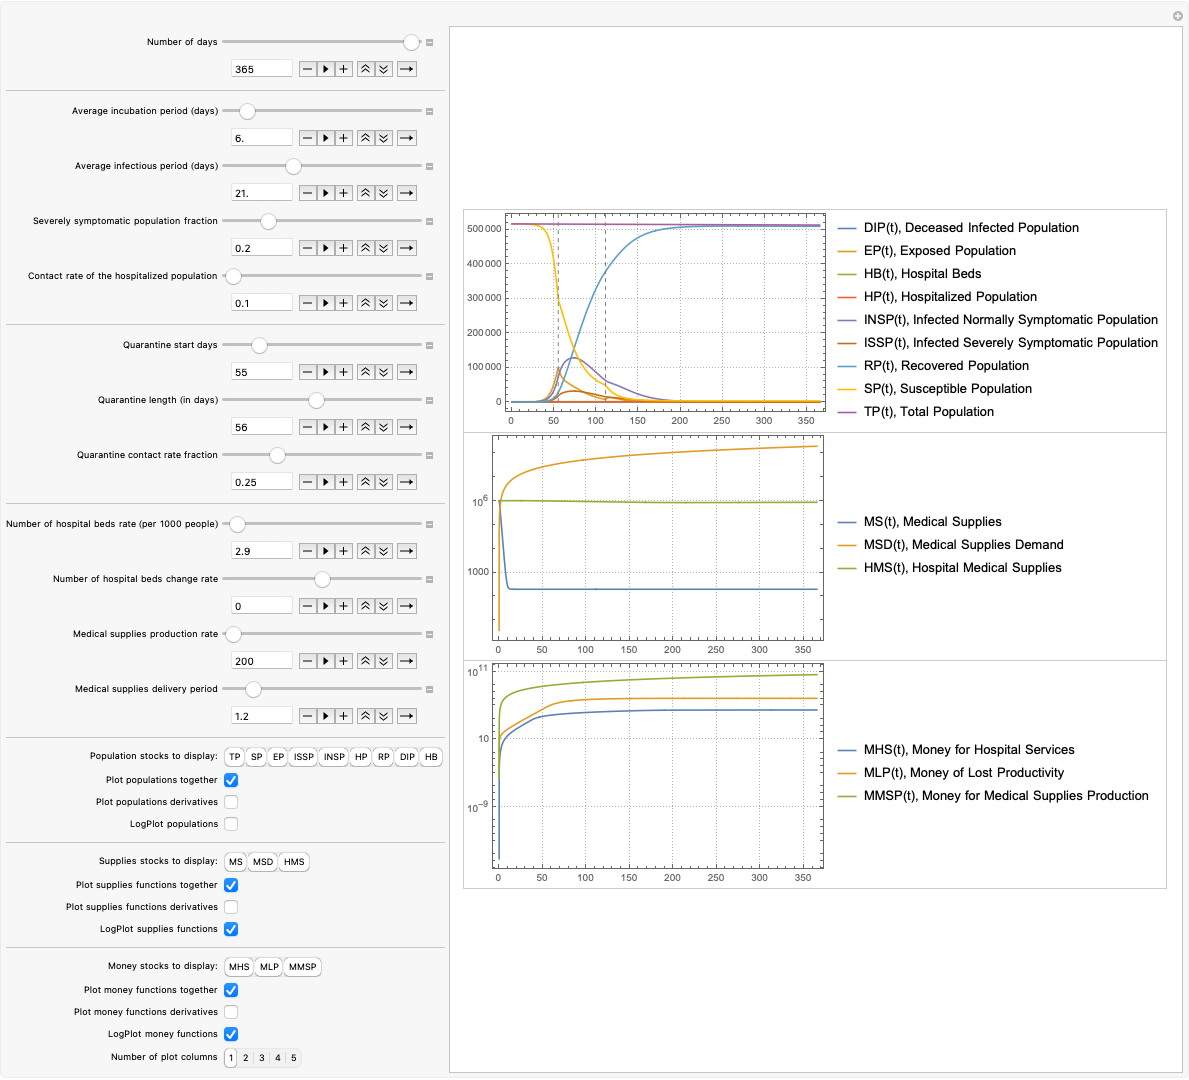 Number of days
365
Average incubation period (days)
6.
Average infectious period (days)
21.
Severely symptomatic population fraction
0.2
Contact rate of the hospitalized population
0.1
Quarantine start days
55
Quarantine length (in days)
56
Quarantine contact rate fraction
0.25
Number of hospital beds rate (per 1000 people)
2.9
Number of hospital beds change rate
0
Medical supplies production rate
200
Medical supplies delivery period
1.2
Population stocks to display: TP SP EP ISSP INSP HP RP DIP HB
Plot populations together
Plot populations derivatives
LogPlot populations
Supplies stocks to display: MS MSD HMS
Plot supplies functions together
Plot supplies functions derivatives
LogPlot supplies functions
Money stocks to display: MHS MLP MMSP
Plot money functions together
Plot money functions derivatives
LogPlot money functions
Number of plot columns 1 2 3 4 5
500 000
400 000
300 000
200 000
100 000
0
0 50 100 150 200 250 300 350
DIP(t), Deceased Infected Population
EP(t), Exposed Population
HB(t), Hospital Beds
HP(t), Hospitalized Population
INSP(t), Infected Normally Symptomatic Population
ISSP(t), Infected Severely Symptomatic Population
RP(t), Recovered Population
SP(t), Susceptible Population
TP(t), Total Population
10^6
1000
0 50 100 150 200 250 300 350
MS(t), Medical Supplies
MSD(t), Medical Supplies Demand
HMS(t), Hospital Medical Supplies
10^11
10
10^-9
0 50 100 150 200 250 300 350
MHS(t), Money for Hospital Services
MLP(t), Money of Lost Productivity
MMSP(t), Money for Medical Supplies Production